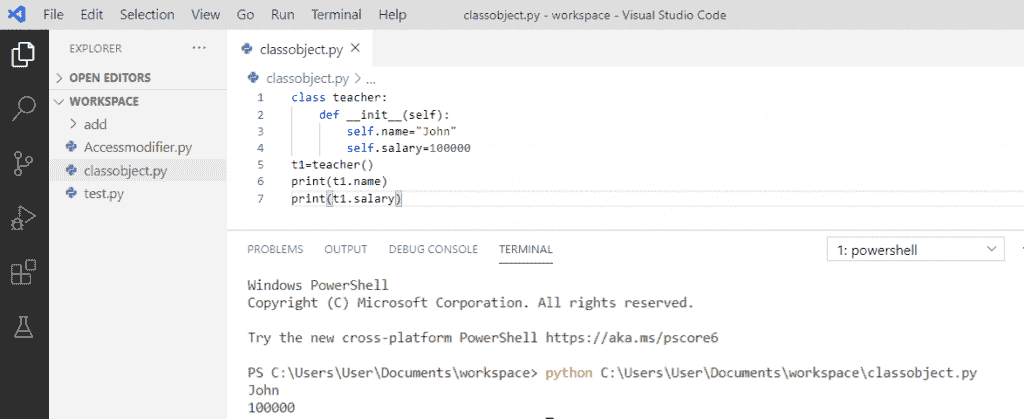 File Edit Selection View Go Run Teacher Help classobject.py - workspace - Visual Studio Code
EXPLORER ...
OPEN EDITORS
WORKSPACE
add
Accessmodifier.py
classobject.py
test.py
classobject.py
classobject.py > ...
1 class teacher:
2     def __init__(self):
3         self.name="John"
4         self.salary=100000
5 t1=teacher()
6 print(t1.name)
7 print(t1.salary)
PROBLEMS OUTPUT DEBUG CONSOLE TERMINAL 1: powershell
Windows PowerShell
Copyright (C) Microsoft Corporation. All rights reserved.
Try the new cross-platform PowerShell https://aka.ms/pscore6
PS C:\Users\User\Documents\workspace> python C:\Users\User\Documents\workspace\classobject.py
John
100000